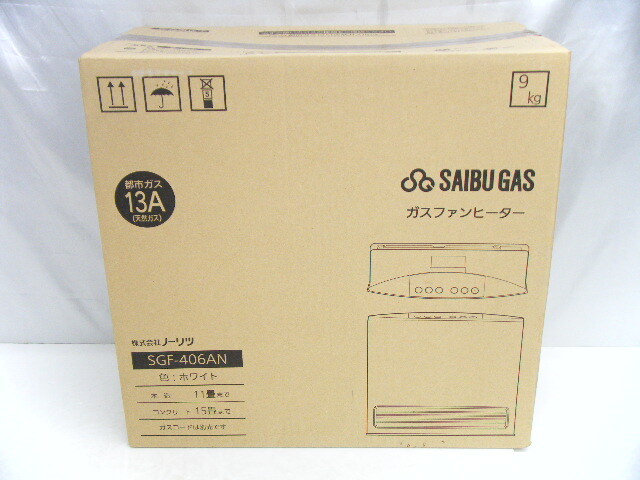 5
9
kg
都市ガス
13A
(天然ガス)
SAIBU GAS
ガスファンヒーター
株式会社ノーリツ
SGF-406AN
色:ホワイト
木造 11畳まで
コンクリート 15畳まで
ガスコードは別売です